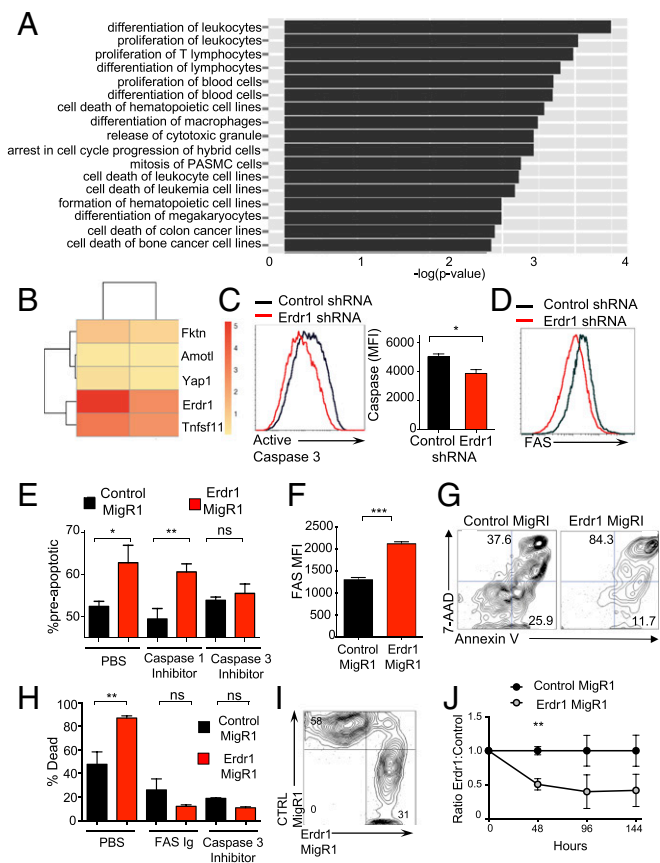 A
differentiation of leukocytes
proliferation of leukocytes
proliferation of T lymphocytes
differentiation of lymphocytes
proliferation of blood cells
differentiation of blood cells
cell death of hematopoietic cell lines
differentiation of macrophages
release of cytotoxic granule
arrest in cell cycle progression of hybrid cells
mitosis of PASMC cells
cell death of leukocyte cell lines
cell death of leukemia cell lines
formation of hematopoietic cell lines
differentiation of megakaryocytes
cell death of colon cancer lines
cell death of bone cancer cell lines
0 1 2 3 4
-log(p-value)
B
Fktn
Amotl
Yap1
Erdr1
Tnfsf11
5
4
3
2
1
C
Control shRNA
Erdr1 shRNA
Active
Caspase 3
Caspase (MFI)
6000
4000
2000
0
*
Control Erdr1
shRNA
D
Control shRNA
Erdr1 shRNA
FAS
E
Control
MigR1
Erdr1
MigR1
%pre-apoptotic
70
60
50
*
**
ns
PBS
Caspase 1
Inhibitor
Caspase 3
Inhibitor
F
FAS MFI
2500
2000
1500
1000
500
0
***
Control
MigR1
Erdr1
MigR1
G
Control MigRI
Erdr1 MigRI
37.6
25.9
84.3
11.7
7-AAD
Annexin V
H
% Dead
100
80
60
40
20
0
**
ns
ns
Control
MigR1
Erdr1
MigR1
PBS
FAS Ig
Caspase 3
Inhibitor
I
58
0
31
CTRL
MigR1
Erdr1
MigR1
J
Control MigR1
Erdr1 MigR1
Ratio Erdr1:Control
1.5
1.0
0.5
0.0
**
0 48 96 144
Hours